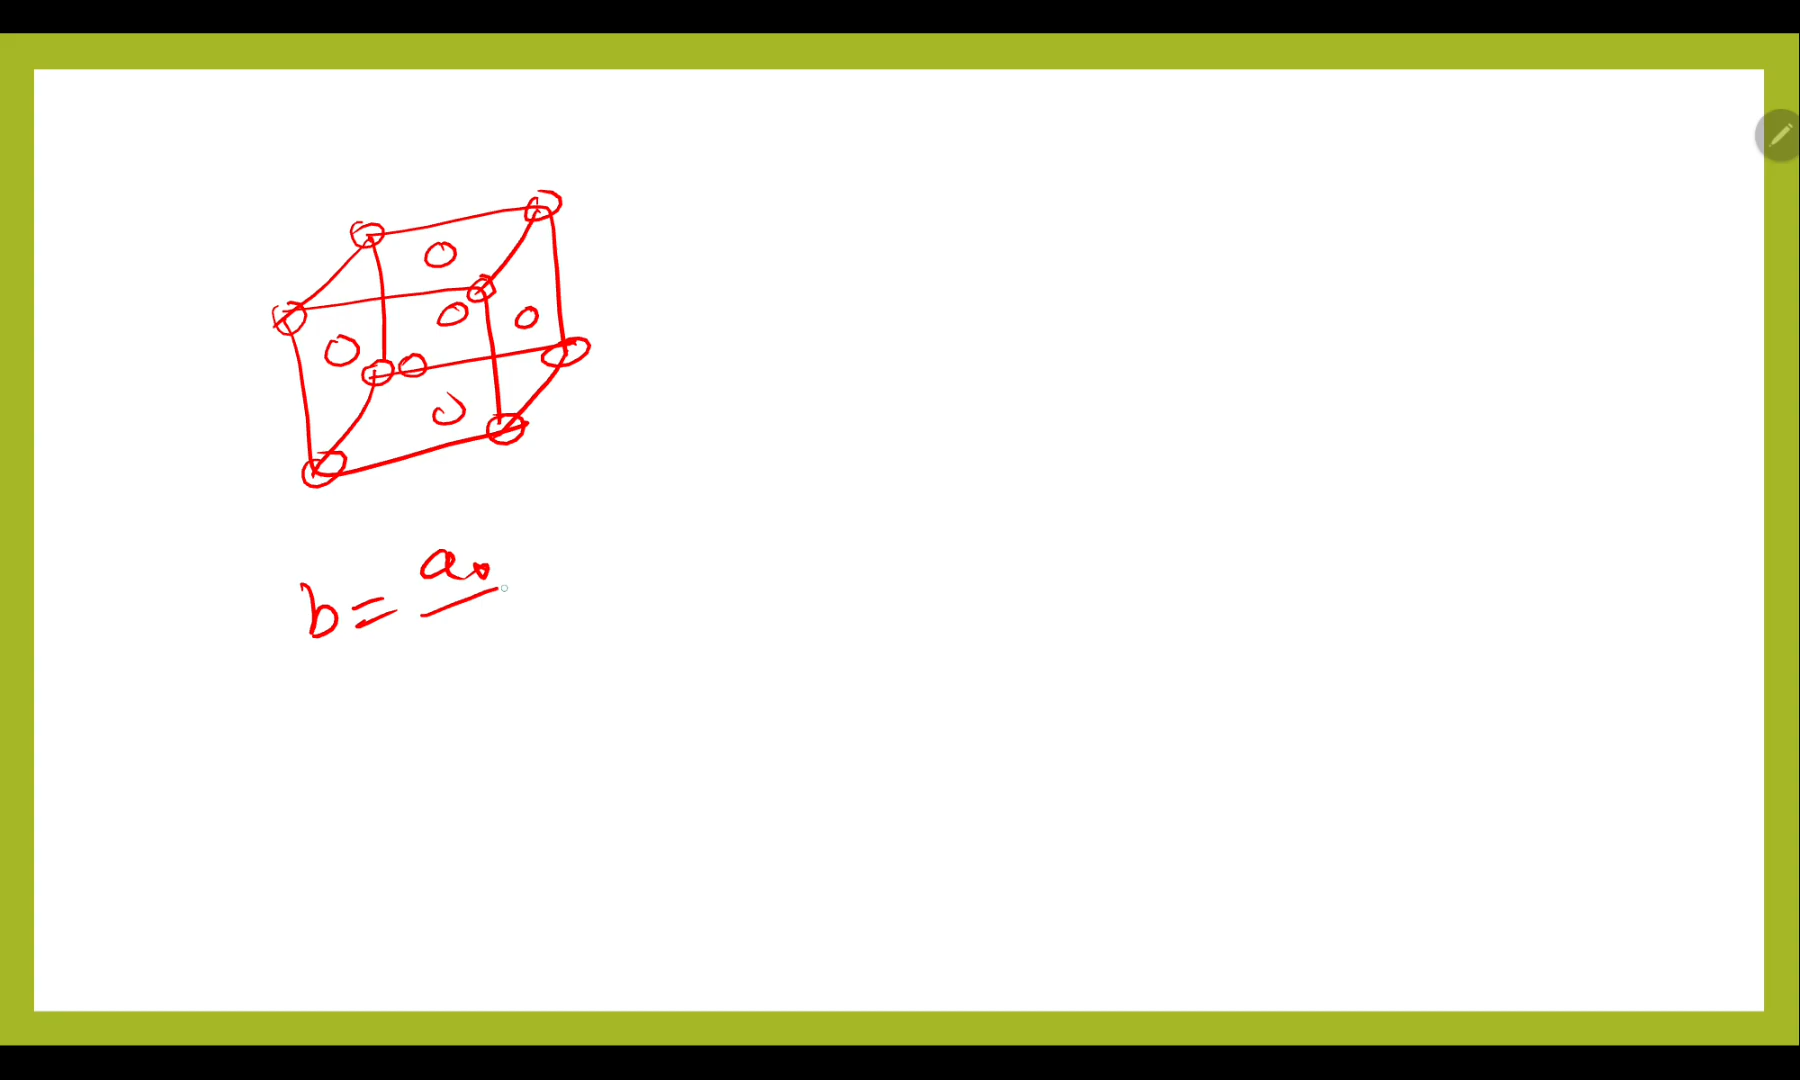 b = a₀